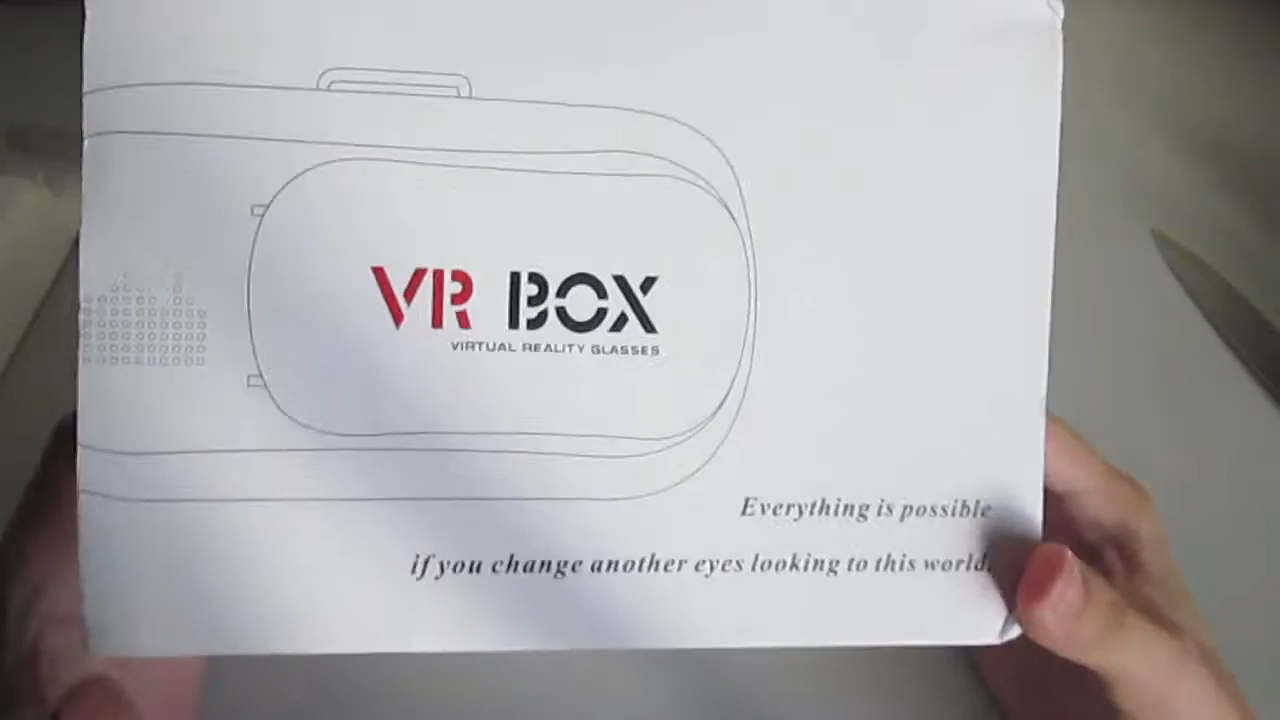 VR BOX
VIRTUAL REALITY GLASSES
Everything is possible
if you change another eyes looking to this world.